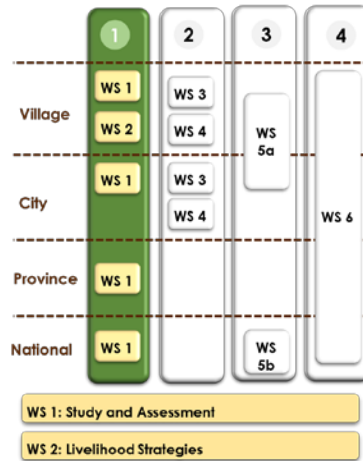 1 2 3 4
Village
WS 1 WS 3
WS 2 WS 4
WS
5a
City
WS 1 WS 3
WS 4
WS 6
Province
WS 1
National
WS 1
WS
5b
WS 1: Study and Assessment
WS 2: Livelihood Strategies